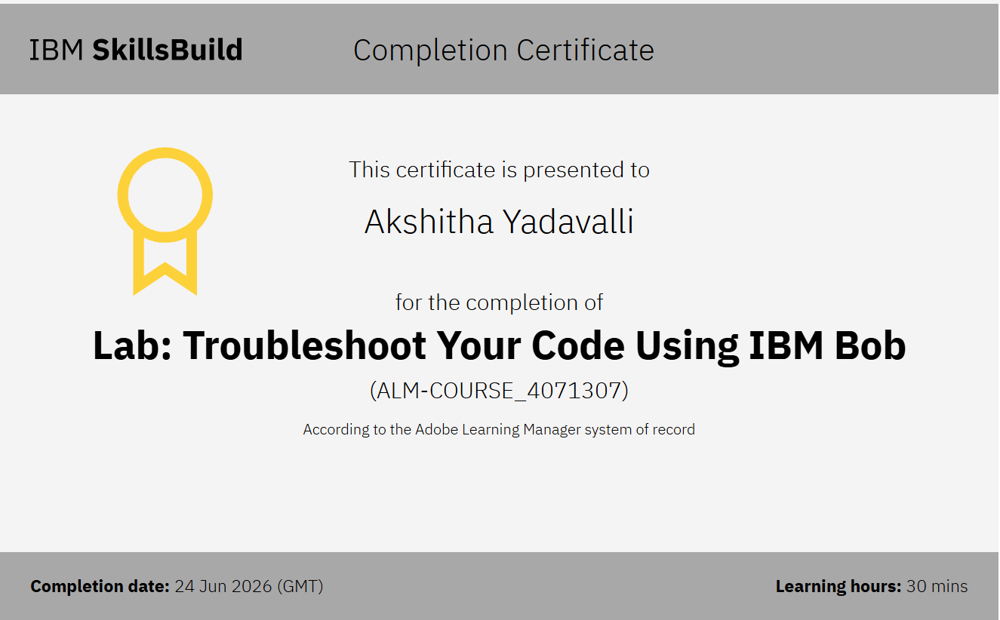 IBM SkillsBuild Completion Certificate
This certificate is presented to
Akshitha Yadavalli
for the completion of
Lab: Troubleshoot Your Code Using IBM Bob
(ALM-COURSE_4071307)
According to the Adobe Learning Manager system of record
Completion date: 24 Jun 2026 (GMT) Learning hours: 30 mins